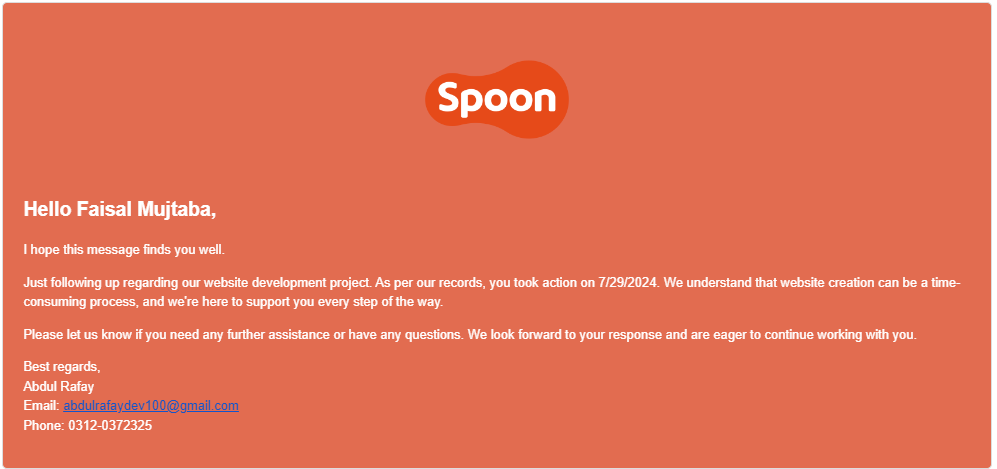 Spoon
Hello Faisal Mujtaba,
I hope this message finds you well.
Just following up regarding our website development project. As per our records, you took action on 7/29/2024. We understand that website creation can be a time-
consuming process, and we're here to support you every step of the way.
Please let us know if you need any further assistance or have any questions. We look forward to your response and are eager to continue working with you.
Best regards,
Abdul Rafay
Email: abdulrafaydev100@gmail.com
Phone: 0312-0372325